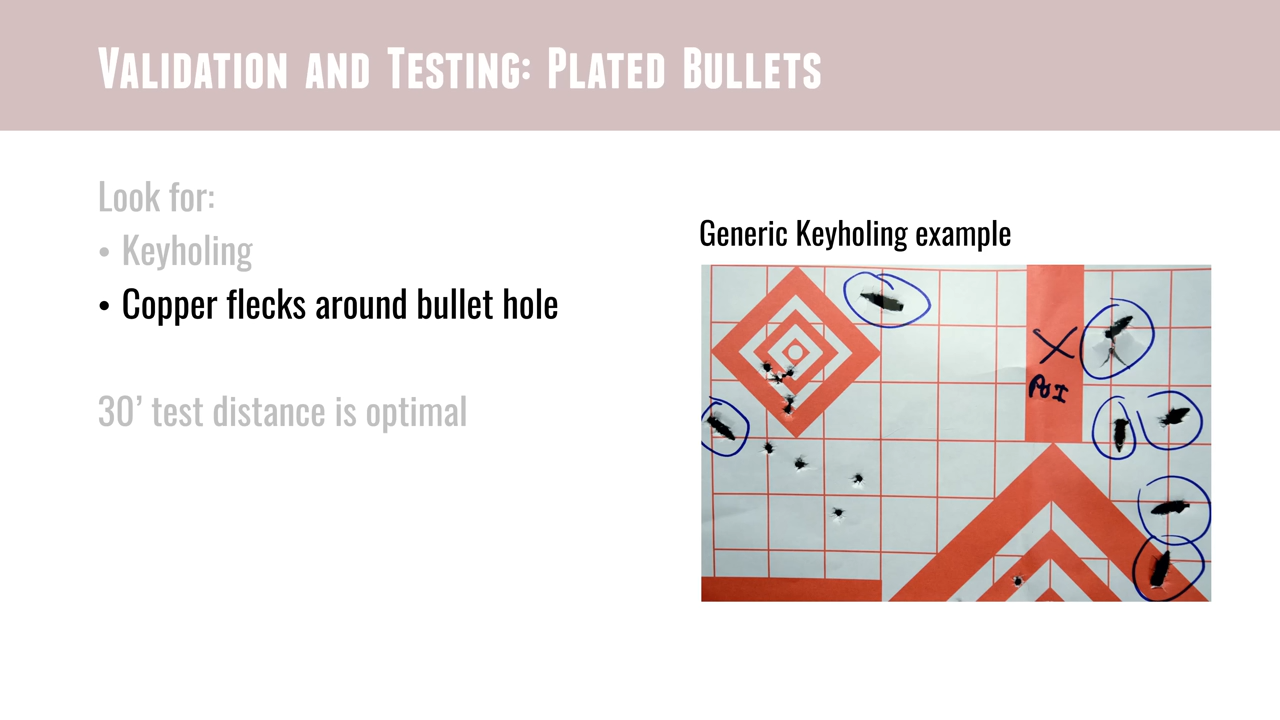 Validation and Testing: Plated Bullets
Look for:
• Keyholing
• Copper flecks around bullet hole
30’ test distance is optimal
Generic Keyholing example
X
POI